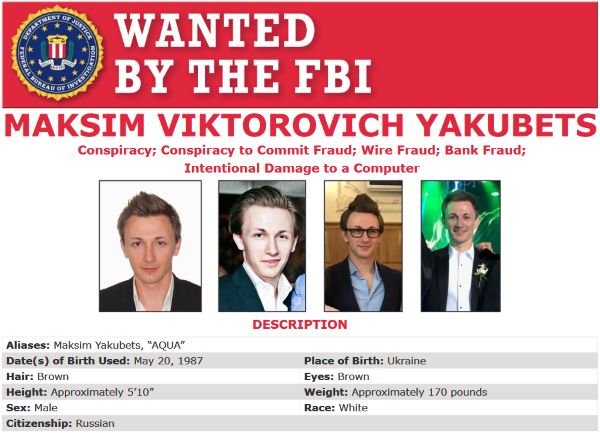 WANTED
BY THE FBI
DEPARTMENT OF JUSTICE
FEDERAL BUREAU OF INVESTIGATION
MAKSIM VIKTOROVICH YAKUBETS
Conspiracy; Conspiracy to Commit Fraud; Wire Fraud; Bank Fraud;
Intentional Damage to a Computer
DESCRIPTION
Aliases: Maksim Yakubets, “AQUA”
Date(s) of Birth Used: May 20, 1987 Place of Birth: Ukraine
Hair: Brown Eyes: Brown
Height: Approximately 5'10" Weight: Approximately 170 pounds
Sex: Male Race: White
Citizenship: Russian